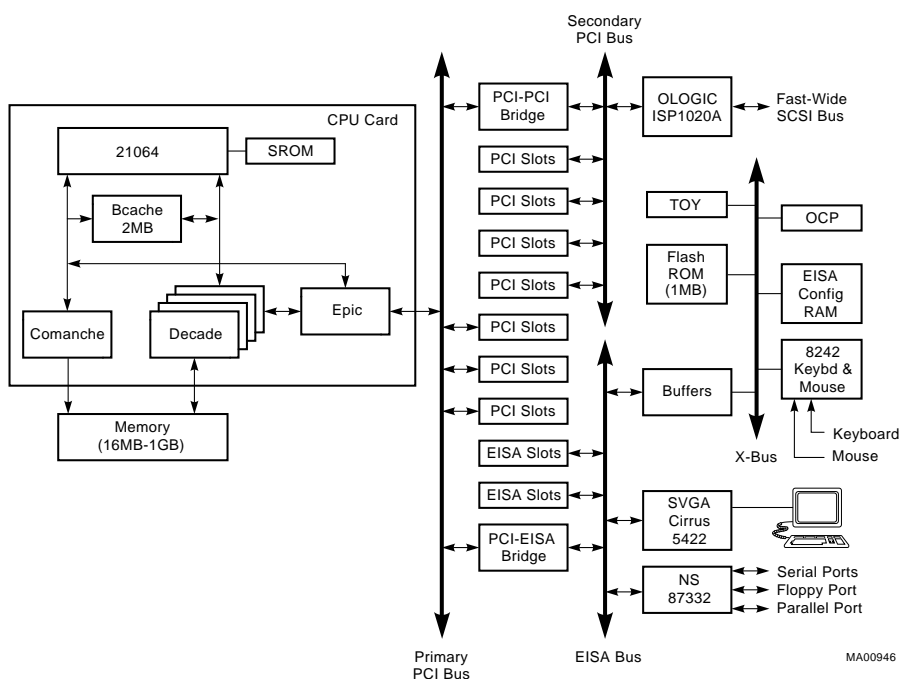 Secondary
PCI Bus
CPU Card
21064
SROM
Bcache
2MB
Comanche
Decade
Epic
Memory
(16MB-1GB)
PCI-PCI
Bridge
PCI Slots
PCI Slots
PCI Slots
PCI Slots
PCI Slots
PCI Slots
PCI Slots
EISA Slots
EISA Slots
PCI-EISA
Bridge
Primary
PCI Bus
OLOGIC
ISP1020A
Fast-Wide
SCSI Bus
TOY
OCP
Flash
ROM
(1MB)
EISA
Config
RAM
8242
Keybd &
Mouse
Buffers
X-Bus
Keyboard
Mouse
SVGA
Cirrus
5422
NS
87332
Serial Ports
Floppy Port
Parallel Port
EISA Bus
MA00946